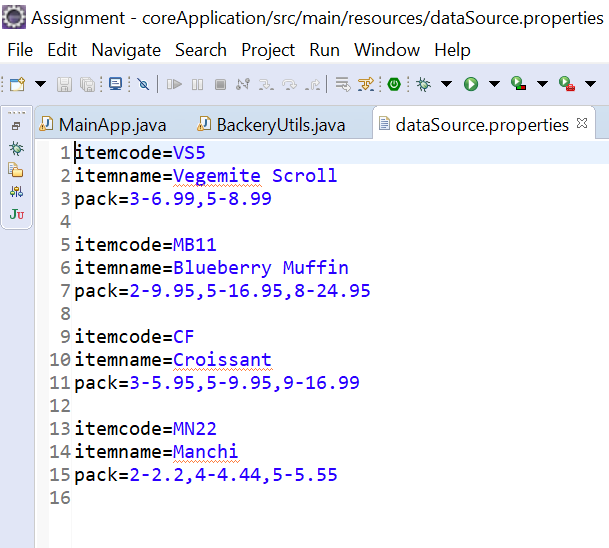 Assignment - coreApplication/src/main/resources/dataSource.properties
File Edit Navigate Search Project Run Window Help
MainApp.java BackeryUtils.java dataSource.properties
JU
1 itemcode=VS5
2 itemname=Vegemite Scroll
3 pack=3-6.99,5-8.99
4
5 itemcode=MB11
6 itemname=Blueberry Muffin
7 pack=2-9.95,5-16.95,8-24.95
8
9 itemcode=CF
10 itemname=Croissant
11 pack=3-5.95,5-9.95,9-16.99
12
13 itemcode=MN22
14 itemname=Manchi
15 pack=2-2.2,4-4.44,5-5.55
16